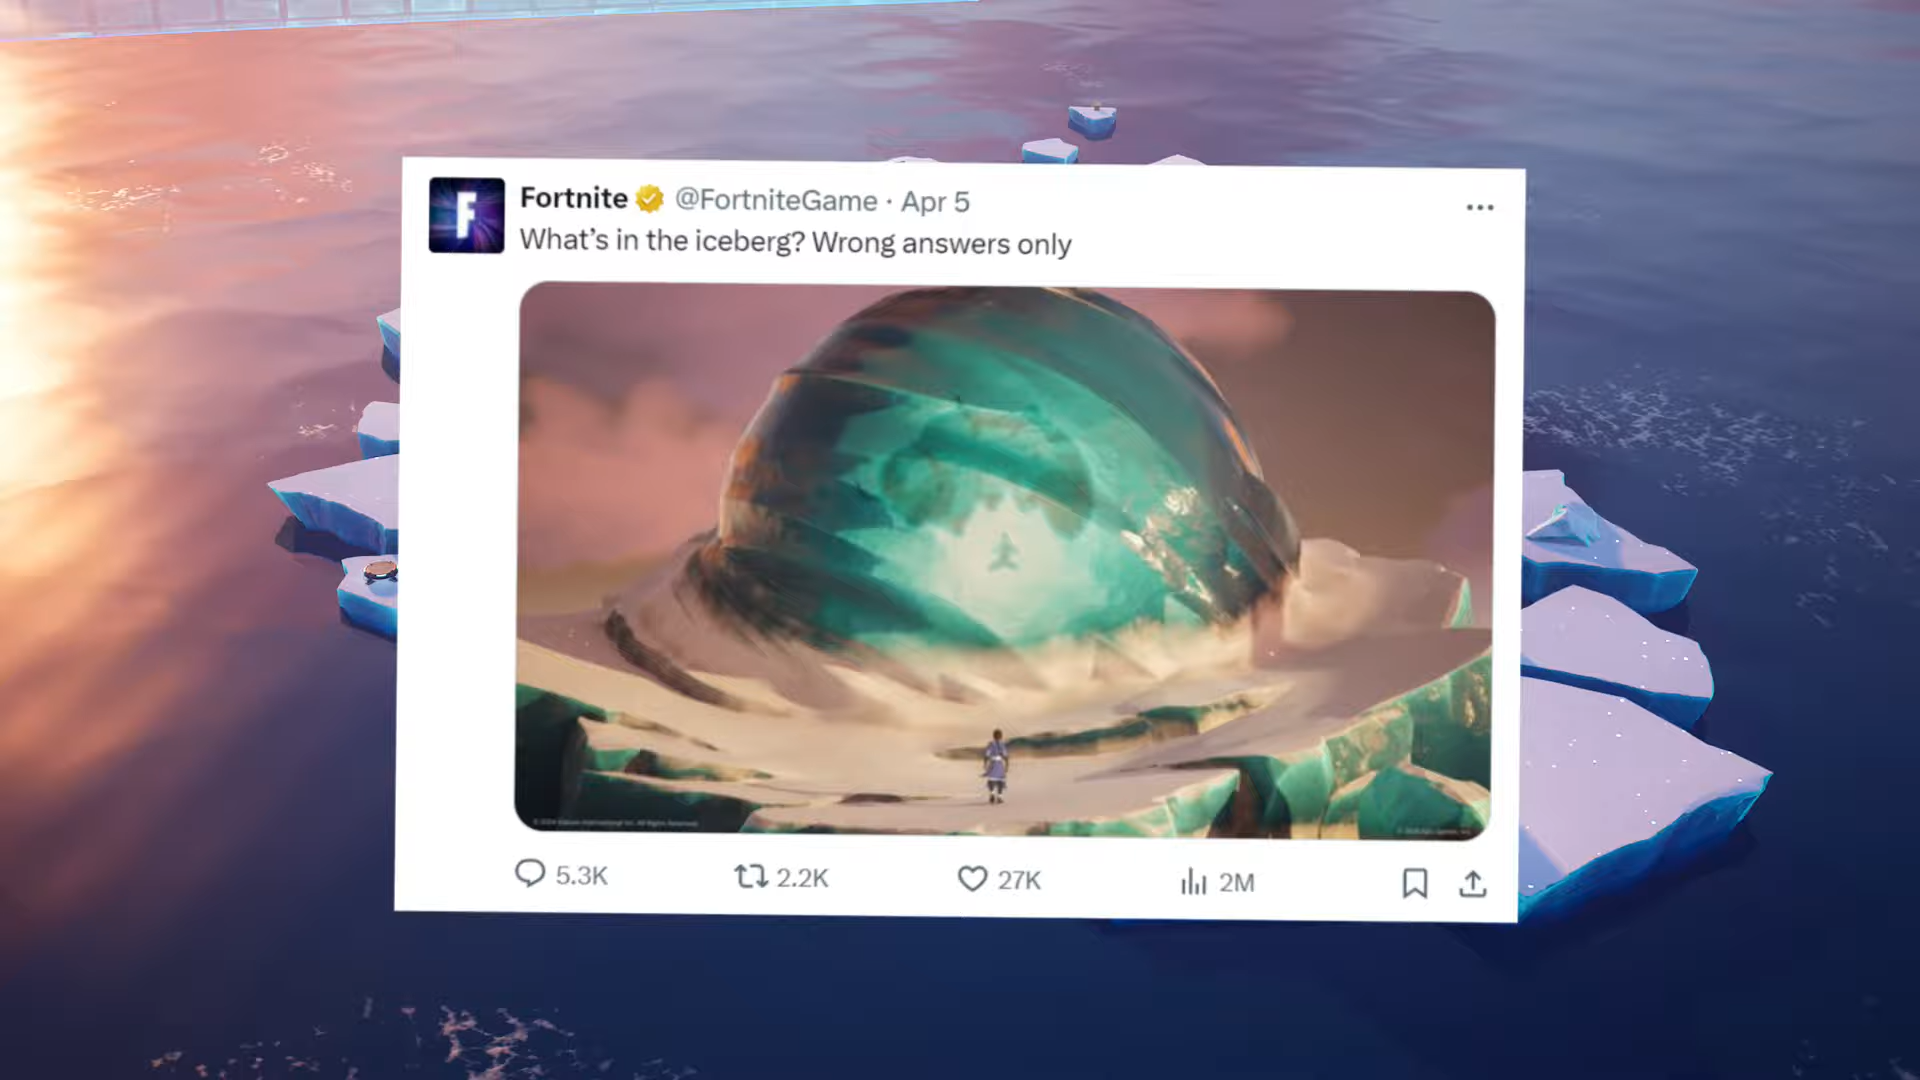 Fortnite @FortniteGame · Apr 5
What's in the iceberg? Wrong answers only
5.3K 2.2K 27K 2M